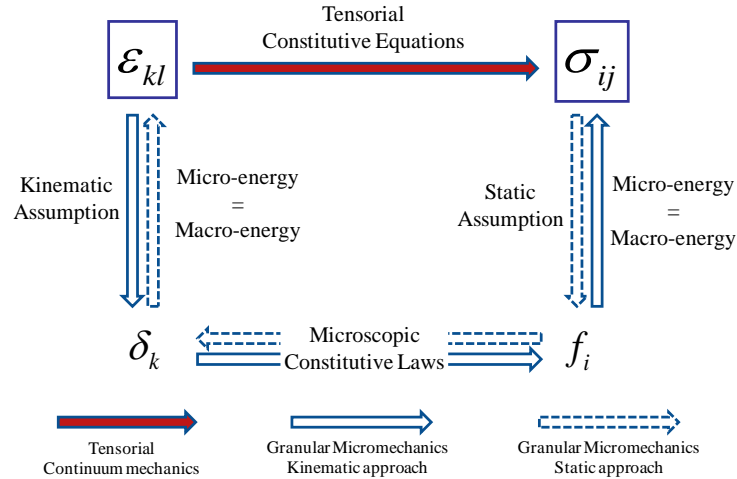 Tensorial
Constitutive Equations
ε_kl
σ_ij
Kinematic
Assumption
Micro-energy
=
Macro-energy
Static
Assumption
Micro-energy
=
Macro-energy
δ_k
Microscopic
Constitutive Laws
f_i
Tensorial
Continuum mechanics
Granular Micromechanics
Kinematic approach
Granular Micromechanics
Static approach